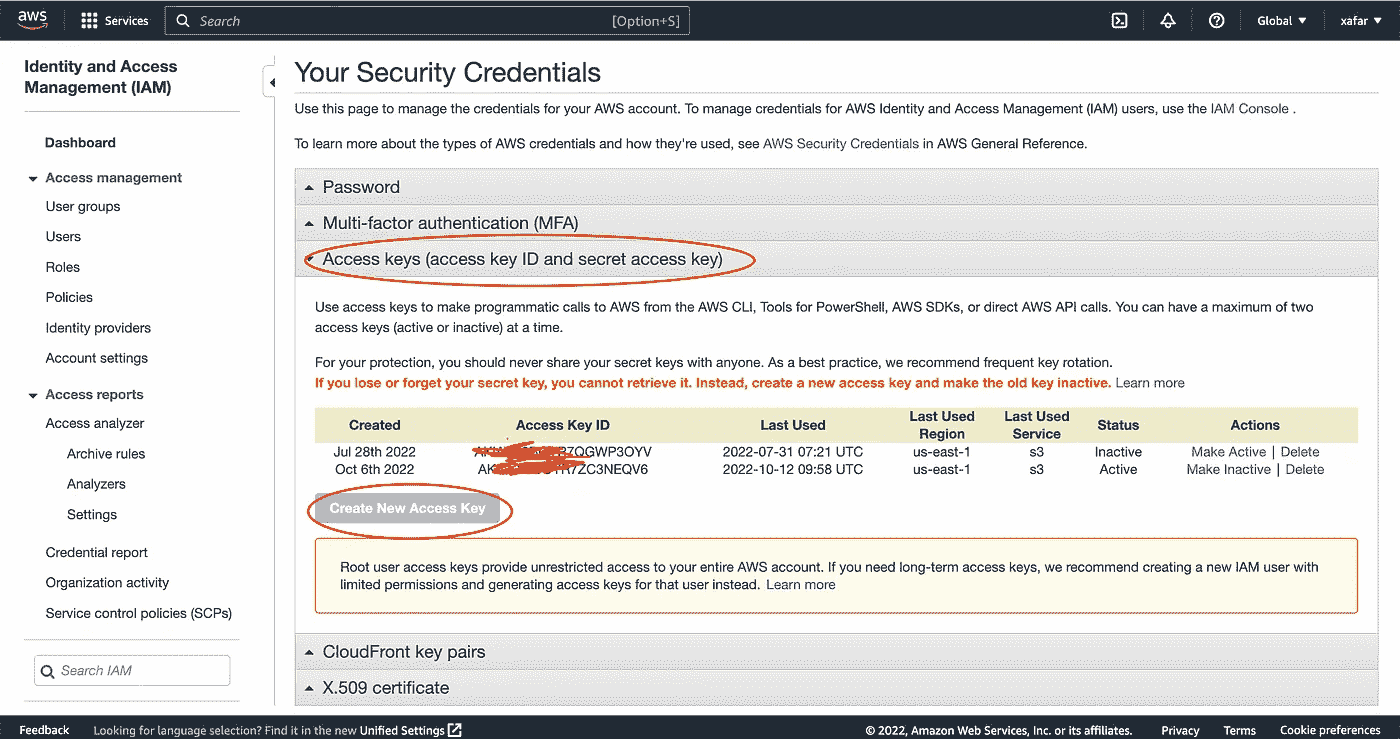 aws
Services
Search [Option+S]
Global
xafar
Identity and Access
Management (IAM)
Dashboard
Access management
User groups
Users
Roles
Policies
Identity providers
Account settings
Access reports
Access analyzer
Archive rules
Analyzers
Settings
Credential report
Organization activity
Service control policies (SCPs)
Search IAM
Your Security Credentials
Use this page to manage the credentials for your AWS account. To manage credentials for AWS Identity and Access Management (IAM) users, use the IAM Console .
To learn more about the types of AWS credentials and how they're used, see AWS Security Credentials in AWS General Reference.
Password
Multi-factor authentication (MFA)
Access keys (access key ID and secret access key)
Use access keys to make programmatic calls to AWS from the AWS CLI, Tools for PowerShell, AWS SDKs, or direct AWS API calls. You can have a maximum of two
access keys (active or inactive) at a time.
For your protection, you should never share your secret keys with anyone. As a best practice, we recommend frequent key rotation.
If you lose or forget your secret key, you cannot retrieve it. Instead, create a new access key and make the old key inactive. Learn more
Created Access Key ID Last Used Last Used Region Last Used Service Status Actions
Jul 28th 2022 2022-07-31 07:21 UTC us-east-1 s3 Inactive Make Active | Delete
Oct 6th 2022 2022-10-12 09:58 UTC us-east-1 s3 Active Make Inactive | Delete
Create New Access Key
Root user access keys provide unrestricted access to your entire AWS account. If you need long-term access keys, we recommend creating a new IAM user with
limited permissions and generating access keys for that user instead. Learn more
CloudFront key pairs
X.509 certificate
Feedback Looking for language selection? Find it in the new Unified Settings © 2022, Amazon Web Services, Inc. or its affiliates. Privacy Terms Cookie preferences